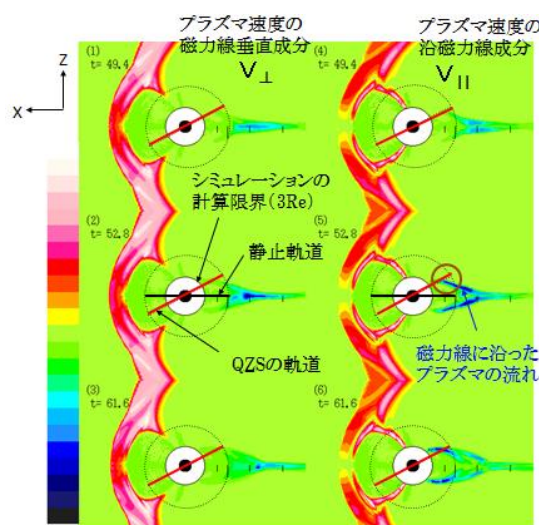 プラズマ速度の
磁力線垂直成分
V⊥
プラズマ速度の
沿磁力線成分
V||
Z
X
(1)
t= 49.4
(4)
t= 49.4
シミュレーションの
計算限界(3Re)
(2)
t= 52.8
(5)
t= 52.8
静止軌道
QZSの軌道
磁力線に沿った
プラズマの流れ
(3)
t= 61.6
(6)
t= 61.6